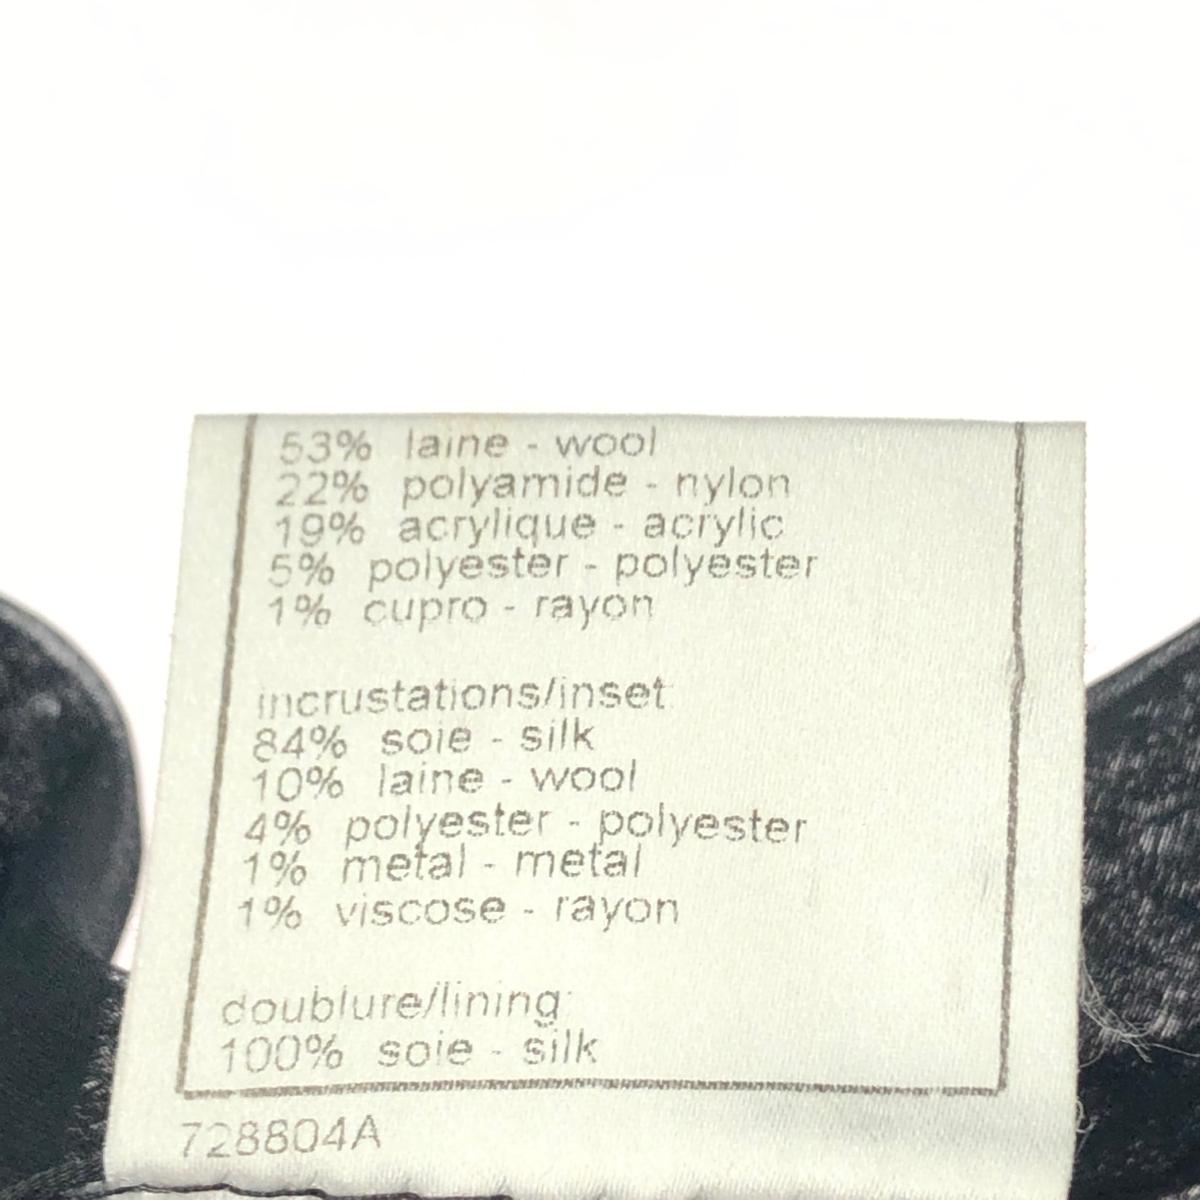 53% laine - wool
22% polyamide - nylon
19% acrylique - acrylic
5% polyester - polyester
1% cupro - rayon
incrustations/inset:
84% soie - silk
10% laine - wool
4% polyester - polyester
1% metal - metal
1% viscose - rayon
doublure/lining:
100% soie - silk
728804A